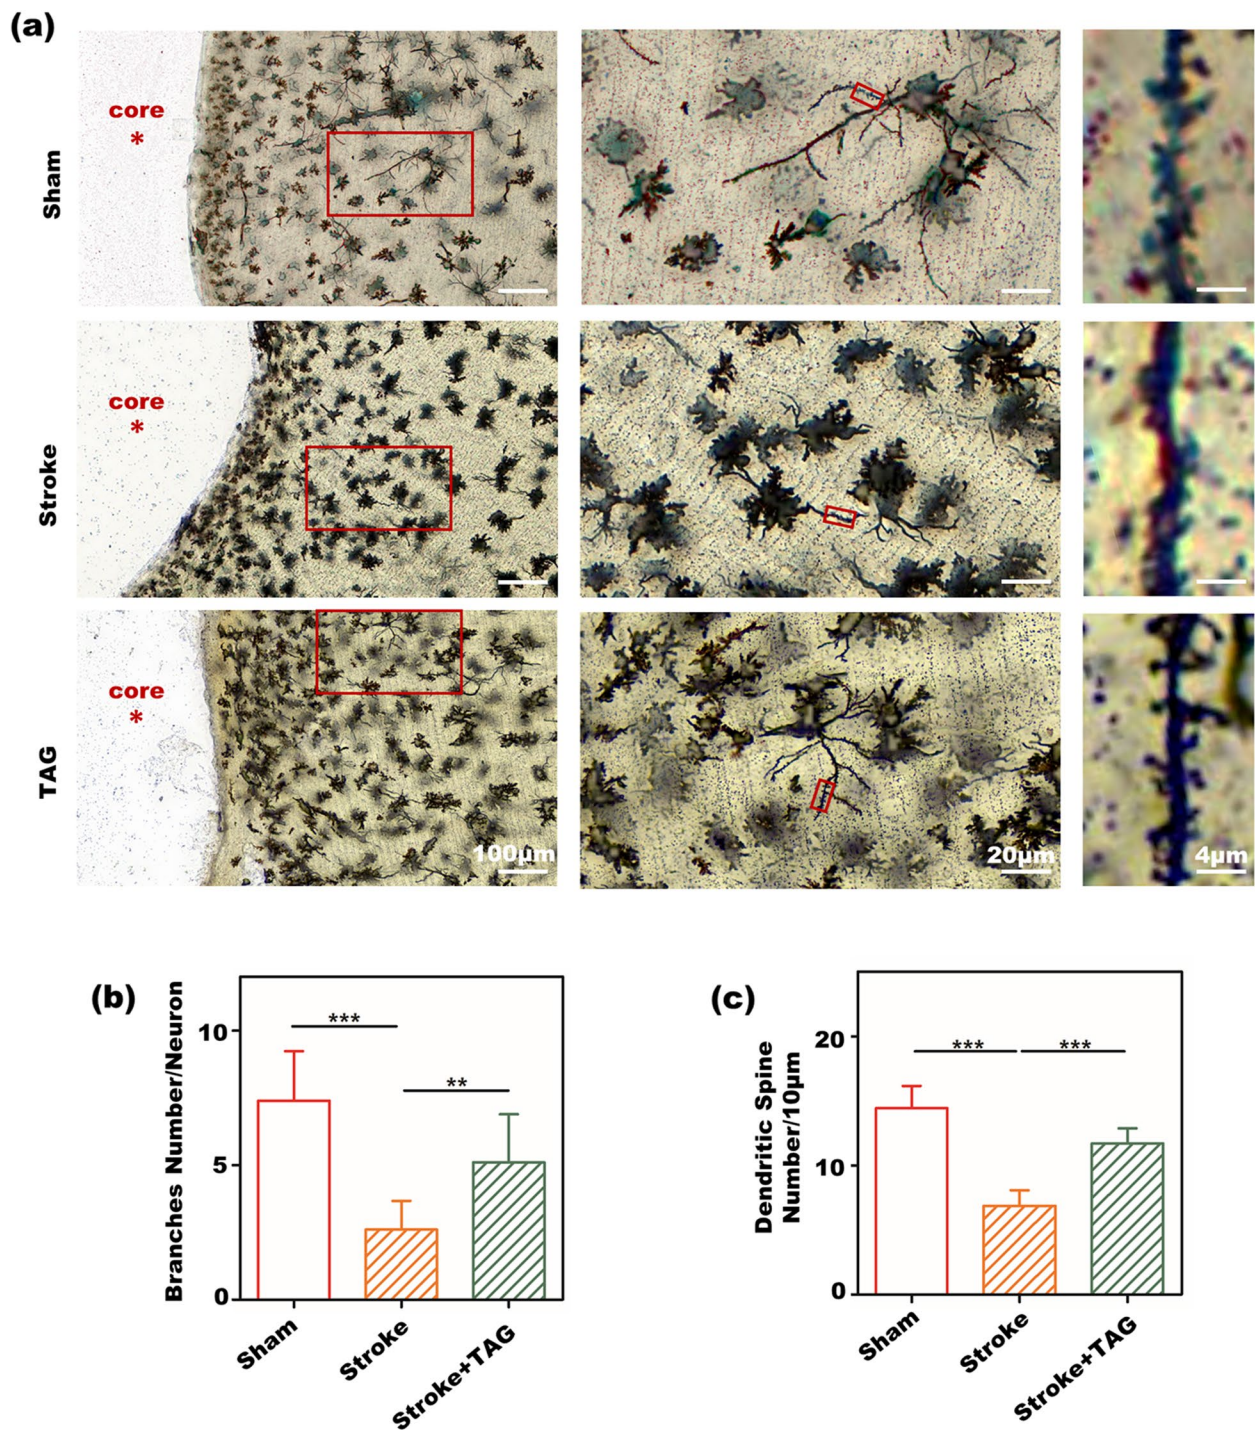 (a)
Sham
core
*
Stroke
core
*
TAG
core
*
100μm
20μm
4μm
(b)
Branches Number/Neuron
10
5
0
***
**
Sham
Stroke
Stroke+TAG
(c)
Dendritic Spine
Number/10μm
20
10
0
***
***
Sham
Stroke
Stroke+TAG